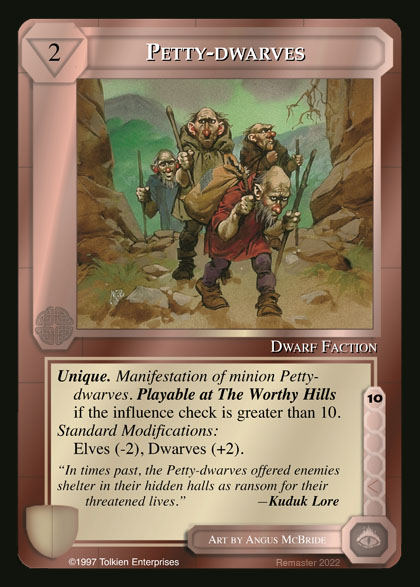 2
PETTY-DWARVES
DWARF FACTION
Unique. Manifestation of minion Petty-
dwarves. Playable at The Worthy Hills
if the influence check is greater than 10.
Standard Modifications:
Elves (-2), Dwarves (+2).
10
“In times past, the Petty-dwarves offered enemies
shelter in their hidden halls as ransom for their
threatened lives.” –Kuduk Lore
ART BY ANGUS MCBRIDE
©1997 Tolkien Enterprises
Remaster 2022